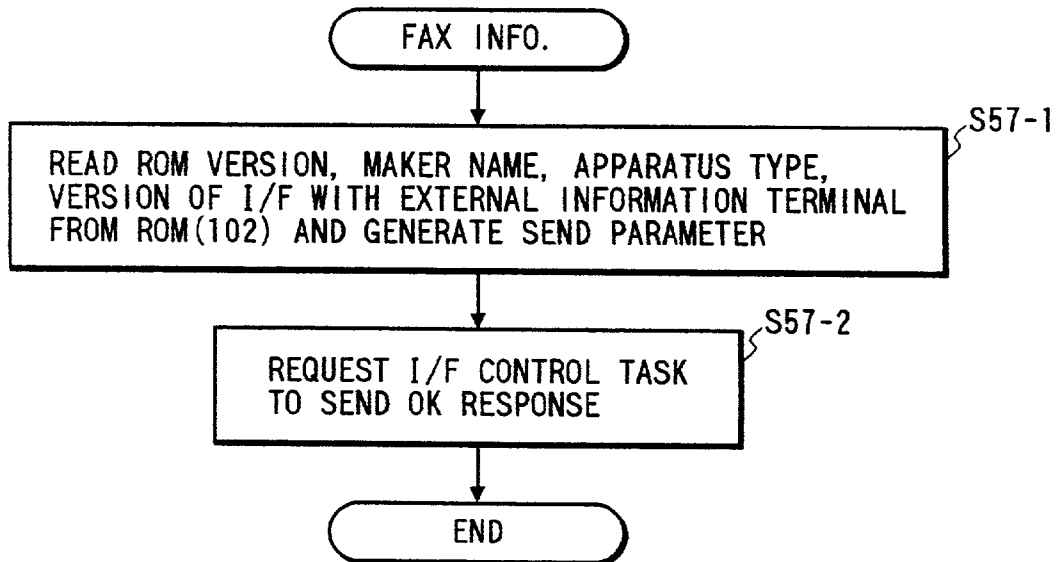 FAX INFO.
S57-1
READ ROM VERSION, MAKER NAME, APPARATUS TYPE,
VERSION OF I/F WITH EXTERNAL INFORMATION TERMINAL
FROM ROM(102) AND GENERATE SEND PARAMETER
S57-2
REQUEST I/F CONTROL TASK
TO SEND OK RESPONSE
END